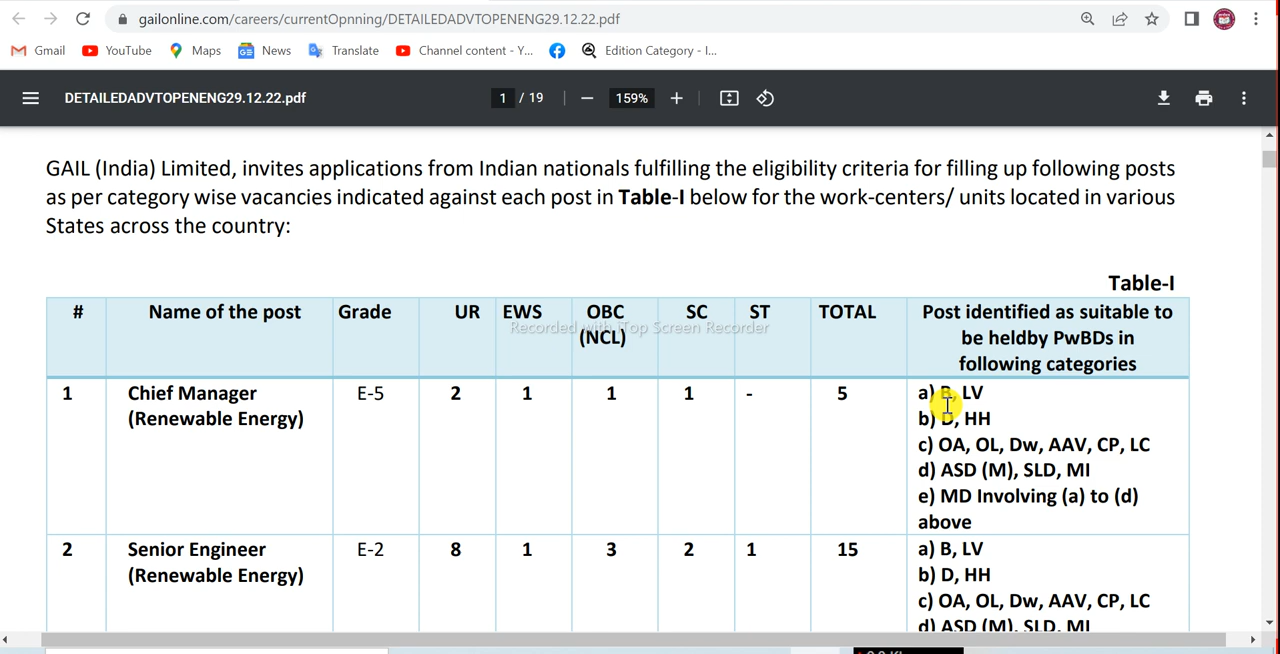 gailonline.com/careers/currentOpnning/DETAILEDADVTOPENENG29.12.22.pdf
Gmail YouTube Maps News Translate Channel content - Y... Edition Category - I...
DETAILEDADVTOPENENG29.12.22.pdf 1 / 19 159%
GAIL (India) Limited, invites applications from Indian nationals fulfilling the eligibility criteria for filling up following posts
as per category wise vacancies indicated against each post in Table-I below for the work-centers/ units located in various
States across the country:
Table-I
# Name of the post Grade UR EWS OBC SC ST TOTAL Post identified as suitable to
(NCL) be heldby PwBDs in
following categories
Recorded with iTop Screen Recorder
1 Chief Manager E-5 2 1 1 1 - 5 a) B, LV
(Renewable Energy) b) D, HH
c) OA, OL, Dw, AAV, CP, LC
d) ASD (M), SLD, MI
e) MD Involving (a) to (d)
above
2 Senior Engineer E-2 8 1 3 2 1 15 a) B, LV
(Renewable Energy) b) D, HH
c) OA, OL, Dw, AAV, CP, LC
d) ASD (M), SLD, MI